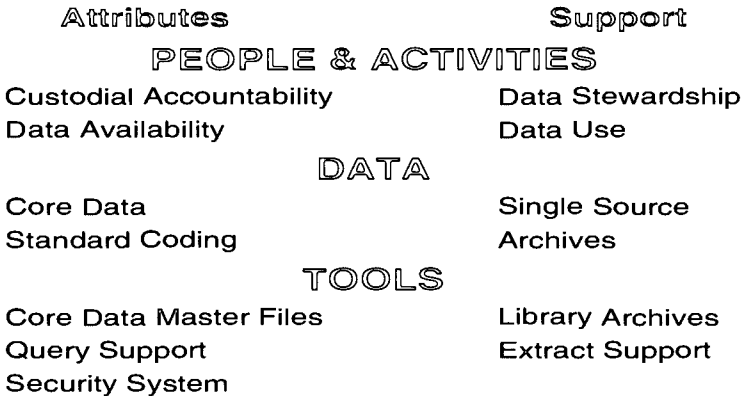 Attributes Support
PEOPLE & ACTIVITIES
Custodial Accountability Data Stewardship
Data Availability Data Use
DATA
Core Data Single Source
Standard Coding Archives
TOOLS
Core Data Master Files Library Archives
Query Support Extract Support
Security System